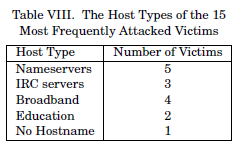 Table VIII. The Host Types of the 15
Most Frequently Attacked Victims
Host Type Number of Victims
Nameservers 5
IRC servers 3
Broadband 4
Education 2
No Hostname 1